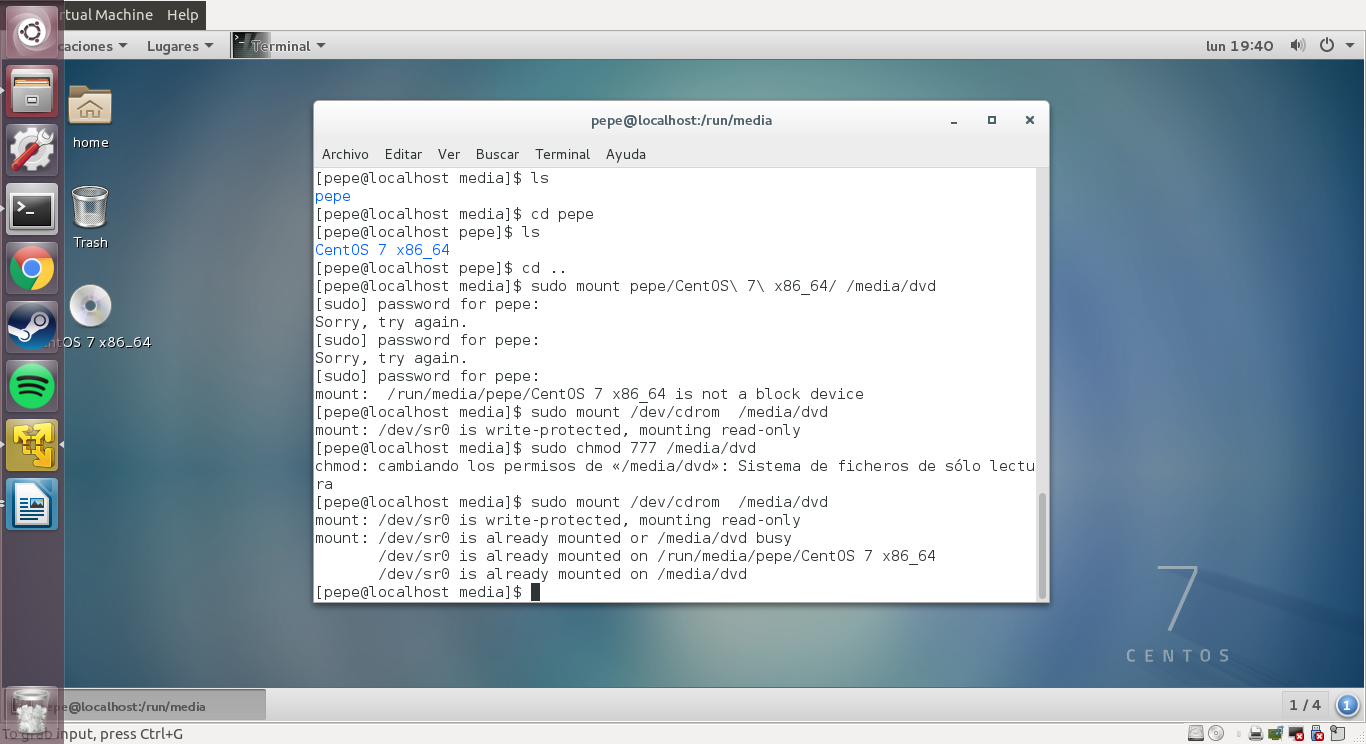 rtual Machine Help
caciones Lugares Terminal lun 19:40
home
Trash
tOS 7 x86_64
pepe@localhost:/run/media
Archivo Editar Ver Buscar Terminal Ayuda
[pepe@localhost media]$ ls
pepe
[pepe@localhost media]$ cd pepe
[pepe@localhost pepe]$ ls
CentOS 7 x86_64
[pepe@localhost pepe]$ cd ..
[pepe@localhost media]$ sudo mount pepe/CentOS\ 7\ x86_64/ /media/dvd
[sudo] password for pepe:
Sorry, try again.
[sudo] password for pepe:
Sorry, try again.
[sudo] password for pepe:
mount:  /run/media/pepe/CentOS 7 x86_64 is not a block device
[pepe@localhost media]$ sudo mount /dev/cdrom  /media/dvd
mount: /dev/sr0 is write-protected, mounting read-only
[pepe@localhost media]$ sudo chmod 777 /media/dvd
chmod: cambiando los permisos de «/media/dvd»: Sistema de ficheros de sólo lectu
ra
[pepe@localhost media]$ sudo mount /dev/cdrom  /media/dvd
mount: /dev/sr0 is write-protected, mounting read-only
mount: /dev/sr0 is already mounted or /media/dvd busy
       /dev/sr0 is already mounted on /run/media/pepe/CentOS 7 x86_64
       /dev/sr0 is already mounted on /media/dvd
[pepe@localhost media]$
7
CENTOS
pepe@localhost:/run/media 1 / 4 1
To grab input, press Ctrl+G